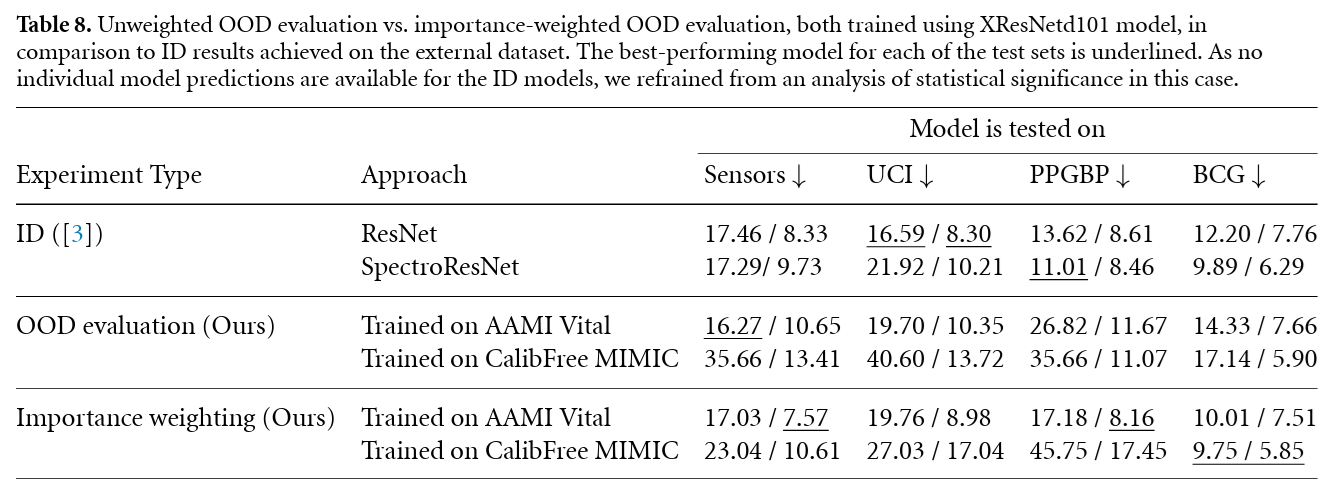 Table 8. Unweighted OOD evaluation vs. importance-weighted OOD evaluation, both trained using XResNetd101 model, in
comparison to ID results achieved on the external dataset. The best-performing model for each of the test sets is underlined. As no
individual model predictions are available for the ID models, we refrained from an analysis of statistical significance in this case.
Model is tested on
Experiment Type Approach Sensors ↓ UCI ↓ PPGBP ↓ BCG ↓
ID ([3]) ResNet 17.46 / 8.33 16.59 / 8.30 13.62 / 8.61 12.20 / 7.76
SpectroResNet 17.29/ 9.73 21.92 / 10.21 11.01 / 8.46 9.89 / 6.29
OOD evaluation (Ours) Trained on AAMI Vital 16.27 / 10.65 19.70 / 10.35 26.82 / 11.67 14.33 / 7.66
Trained on CalibFree MIMIC 35.66 / 13.41 40.60 / 13.72 35.66 / 11.07 17.14 / 5.90
Importance weighting (Ours) Trained on AAMI Vital 17.03 / 7.57 19.76 / 8.98 17.18 / 8.16 10.01 / 7.51
Trained on CalibFree MIMIC 23.04 / 10.61 27.03 / 17.04 45.75 / 17.45 9.75 / 5.85